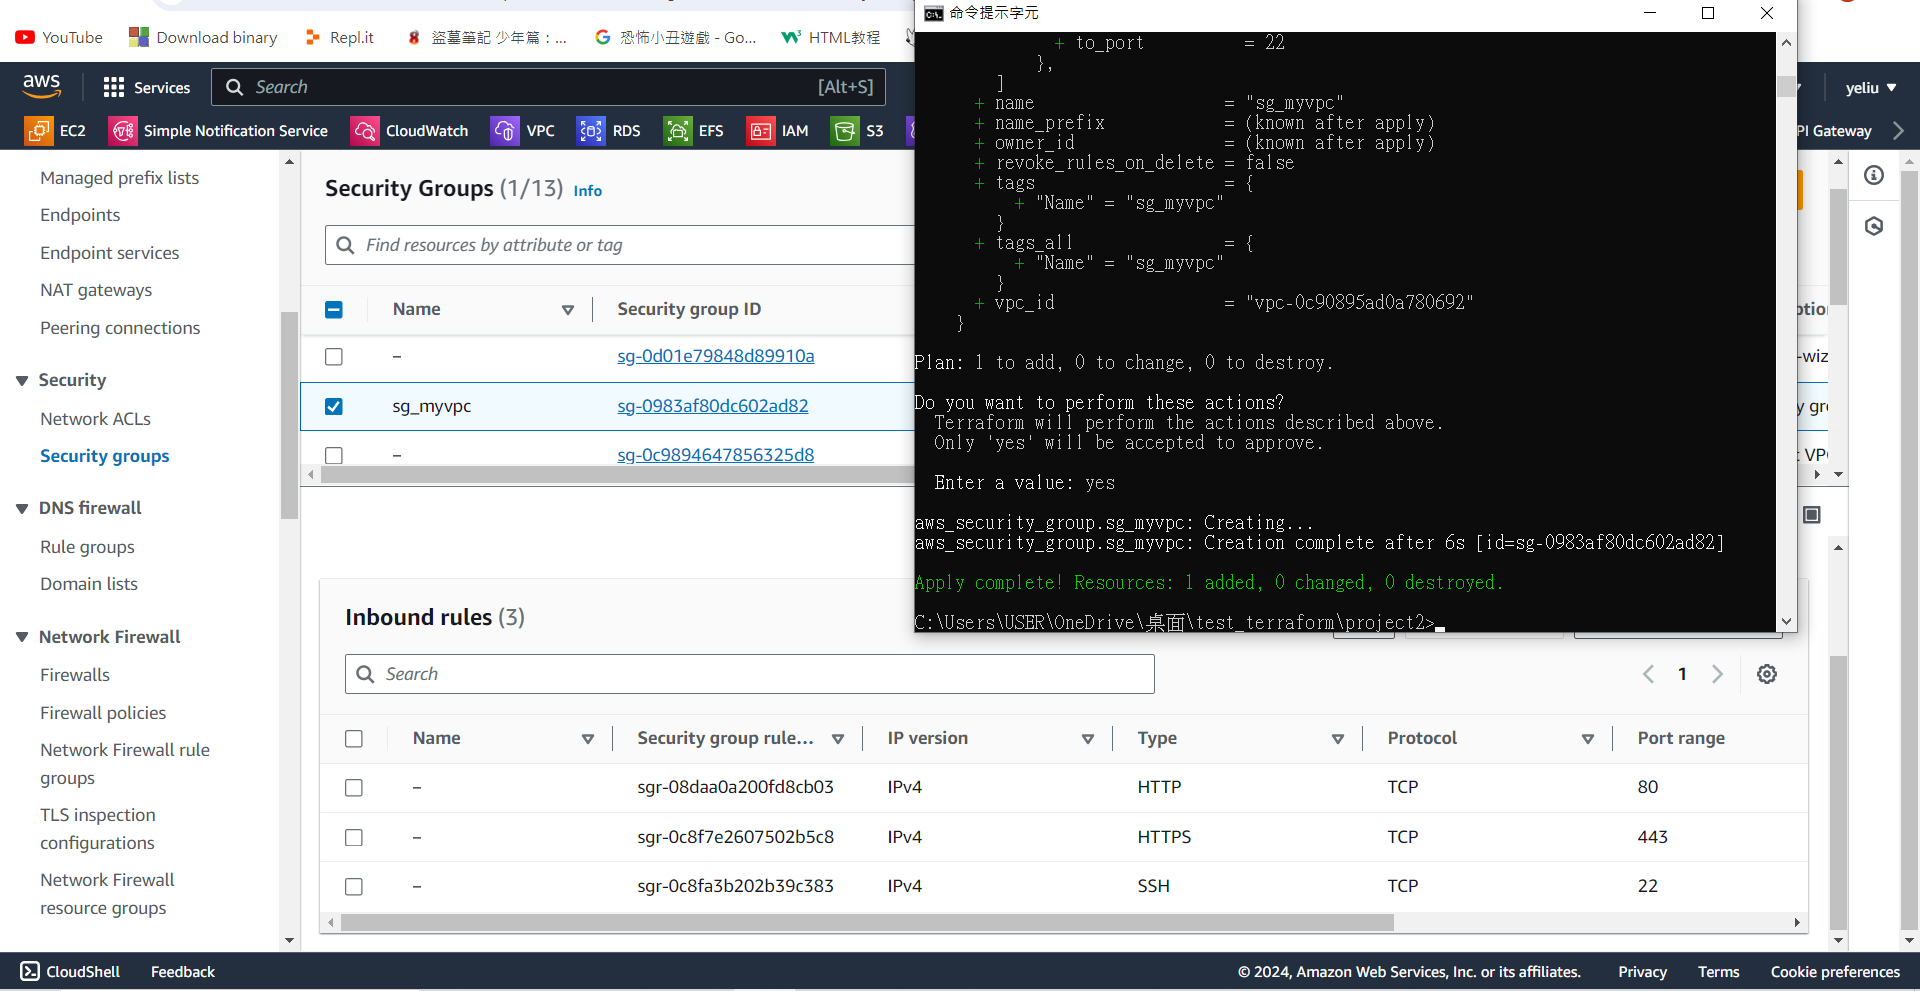 YouTube
Download binary
Repl.it
盜墓筆記 少年篇：...
恐怖小丑遊戲 - Go...
HTML教程
命令提示字元
aws
Services
Search
[Alt+S]
yeliu
EC2
Simple Notification Service
CloudWatch
VPC
RDS
EFS
IAM
S3
PI Gateway
Managed prefix lists
Endpoints
Endpoint services
NAT gateways
Peering connections
Security
Network ACLs
Security groups
DNS firewall
Rule groups
Domain lists
Network Firewall
Firewalls
Firewall policies
Network Firewall rule
groups
TLS inspection
configurations
Network Firewall
resource groups
Security Groups (1/13) Info
Find resources by attribute or tag
Name
Security group ID
ptio
– sg-0d01e79848d89910a
-wiz
sg_myvpc sg-0983af80dc602ad82
y gr
– sg-0c9894647856325d8
t VP
+ to_port = 22
},
]
+ name = "sg_myvpc"
+ name_prefix = (known after apply)
+ owner_id = (known after apply)
+ revoke_rules_on_delete = false
+ tags = {
+ "Name" = "sg_myvpc"
}
+ tags_all = {
+ "Name" = "sg_myvpc"
}
+ vpc_id = "vpc-0c90895ad0a780692"
}
Plan: 1 to add, 0 to change, 0 to destroy.
Do you want to perform these actions?
Terraform will perform the actions described above.
Only 'yes' will be accepted to approve.
Enter a value: yes
aws_security_group.sg_myvpc: Creating...
aws_security_group.sg_myvpc: Creation complete after 6s [id=sg-0983af80dc602ad82]
Apply complete! Resources: 1 added, 0 changed, 0 destroyed.
C:\Users\USER\OneDrive\桌面\test_terraform\project2>
Inbound rules (3)
Search
1
Name
Security group rule...
IP version
Type
Protocol
Port range
– sgr-08daa0a200fd8cb03 IPv4 HTTP TCP 80
– sgr-0c8f7e2607502b5c8 IPv4 HTTPS TCP 443
– sgr-0c8fa3b202b39c383 IPv4 SSH TCP 22
CloudShell
Feedback
© 2024, Amazon Web Services, Inc. or its affiliates.
Privacy
Terms
Cookie preferences